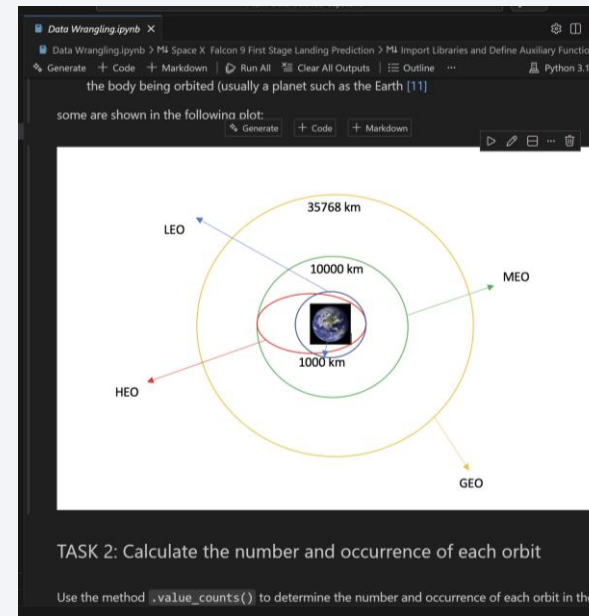 Data Wrangling.ipynb
Data Wrangling.ipynb > M↓ Space X Falcon 9 First Stage Landing Prediction > M↓ Import Libraries and Define Auxiliary Functio
Generate + Code + Markdown | Run All Clear All Outputs | Outline ... Python 3.1
the body being orbited (usually a planet such as the Earth [11]
some are shown in the following plot:
Generate + Code + Markdown
35768 km
LEO
10000 km
MEO
1000 km
HEO
GEO
TASK 2: Calculate the number and occurrence of each orbit
Use the method .value_counts() to determine the number and occurrence of each orbit in the